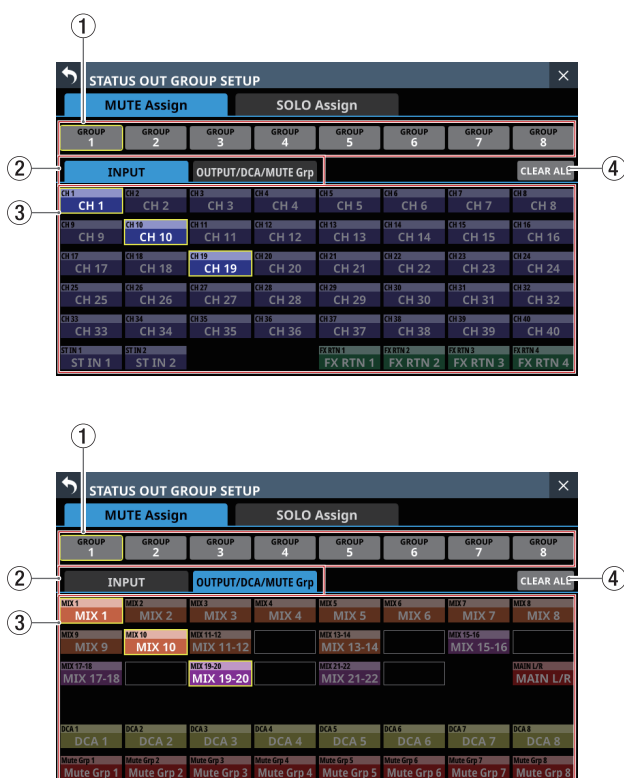 ①
STATUS OUT GROUP SETUP
MUTE Assign SOLO Assign
GROUP GROUP GROUP GROUP GROUP GROUP GROUP GROUP
1 2 3 4 5 6 7 8
② INPUT OUTPUT/DCA/MUTE Grp CLEAR ALL ④
③
CH 1 CH 2 CH 3 CH 4 CH 5 CH 6 CH 7 CH 8
CH 1 CH 2 CH 3 CH 4 CH 5 CH 6 CH 7 CH 8
CH 9 CH 10 CH 11 CH 12 CH 13 CH 14 CH 15 CH 16
CH 9 CH 10 CH 11 CH 12 CH 13 CH 14 CH 15 CH 16
CH 17 CH 18 CH 19 CH 20 CH 21 CH 22 CH 23 CH 24
CH 17 CH 18 CH 19 CH 20 CH 21 CH 22 CH 23 CH 24
CH 25 CH 26 CH 27 CH 28 CH 29 CH 30 CH 31 CH 32
CH 25 CH 26 CH 27 CH 28 CH 29 CH 30 CH 31 CH 32
CH 33 CH 34 CH 35 CH 36 CH 37 CH 38 CH 39 CH 40
CH 33 CH 34 CH 35 CH 36 CH 37 CH 38 CH 39 CH 40
ST IN 1 ST IN 2 FX RTN 1 FX RTN 2 FX RTN 3 FX RTN 4
ST IN 1 ST IN 2 FX RTN 1 FX RTN 2 FX RTN 3 FX RTN 4
①
STATUS OUT GROUP SETUP
MUTE Assign SOLO Assign
GROUP GROUP GROUP GROUP GROUP GROUP GROUP GROUP
1 2 3 4 5 6 7 8
② INPUT OUTPUT/DCA/MUTE Grp CLEAR ALL ④
③
MIX 1 MIX 2 MIX 3 MIX 4 MIX 5 MIX 6 MIX 7 MIX 8
MIX 1 MIX 2 MIX 3 MIX 4 MIX 5 MIX 6 MIX 7 MIX 8
MIX 9 MIX 10 MIX 11-12 MIX 13-14 MIX 15-16
MIX 9 MIX 10 MIX 11-12 MIX 13-14 MIX 15-16
MIX 17-18 MIX 19-20 MIX 21-22 MAIN L/R
MIX 17-18 MIX 19-20 MIX 21-22 MAIN L/R
DCA 1 DCA 2 DCA 3 DCA 4 DCA 5 DCA 6 DCA 7 DCA 8
DCA 1 DCA 2 DCA 3 DCA 4 DCA 5 DCA 6 DCA 7 DCA 8
Mute Grp 1 Mute Grp 2 Mute Grp 3 Mute Grp 4 Mute Grp 5 Mute Grp 6 Mute Grp 7 Mute Grp 8
Mute Grp 1 Mute Grp 2 Mute Grp 3 Mute Grp 4 Mute Grp 5 Mute Grp 6 Mute Grp 7 Mute Grp 8